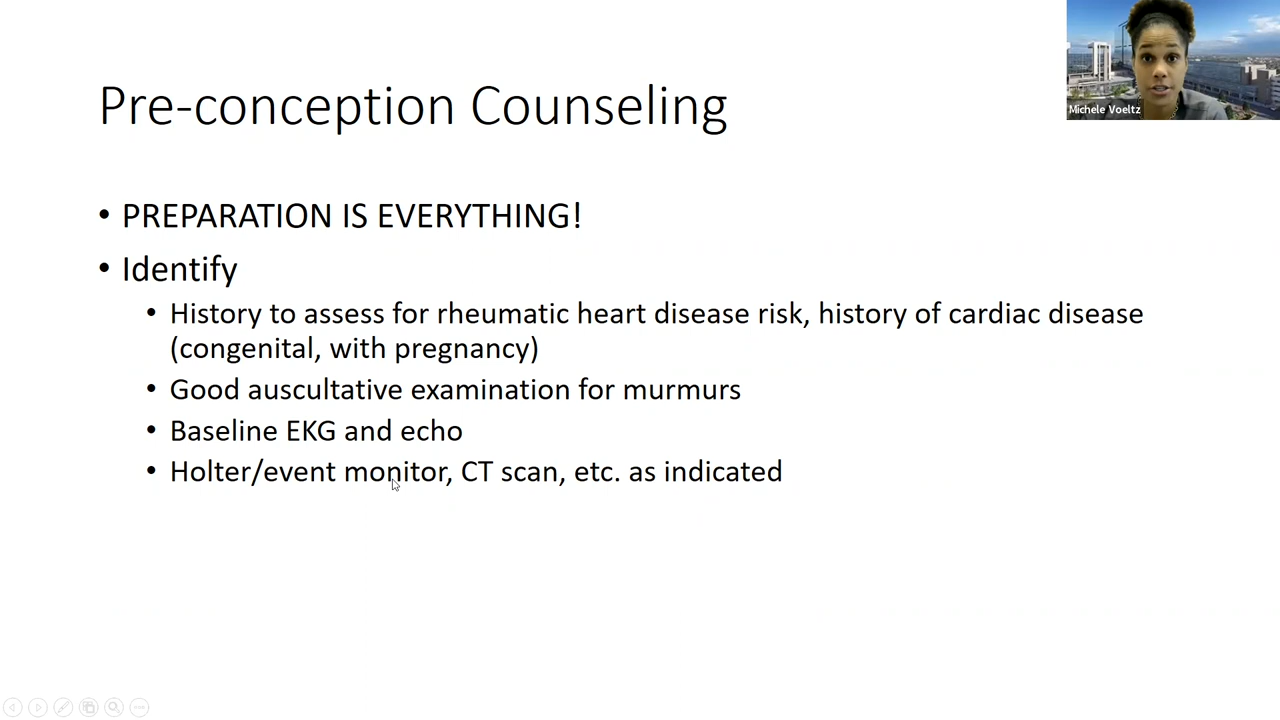 Michele Voeltz
Pre-conception Counseling
• PREPARATION IS EVERYTHING!
• Identify
• History to assess for rheumatic heart disease risk, history of cardiac disease
(congenital, with pregnancy)
• Good auscultative examination for murmurs
• Baseline EKG and echo
• Holter/event monitor, CT scan, etc. as indicated